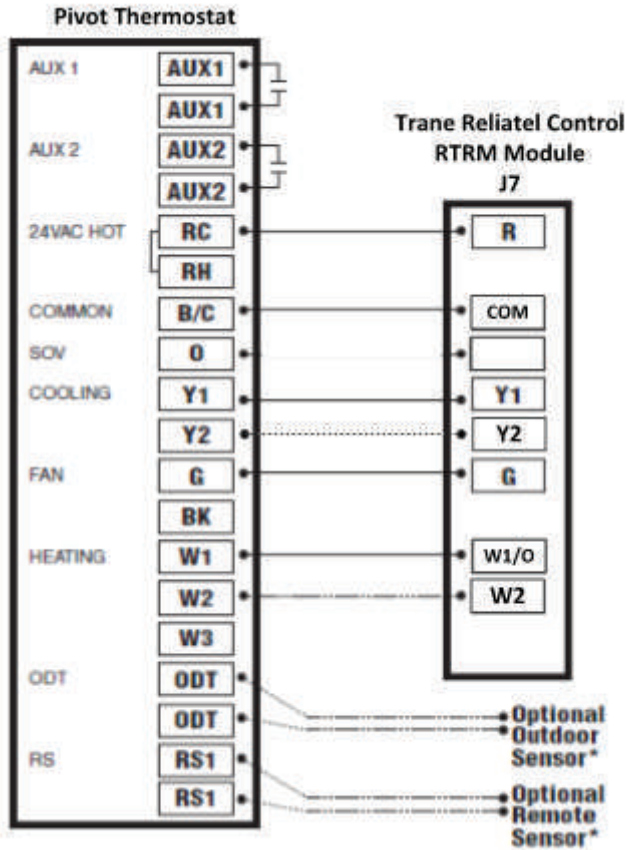 Pivot Thermostat
AUX 1
AUX1
AUX1
AUX 2
AUX2
AUX2
24VAC HOT
RC
RH
COMMON
B/C
SOV
O
COOLING
Y1
Y2
FAN
G
BK
HEATING
W1
W2
W3
ODT
ODT
ODT
RS
RS1
RS1
Trane Reliatel Control
RTRM Module
J7
R
COM
Y1
Y2
G
W1/O
W2
Optional
Outdoor
Sensor*
Optional
Remote
Sensor*